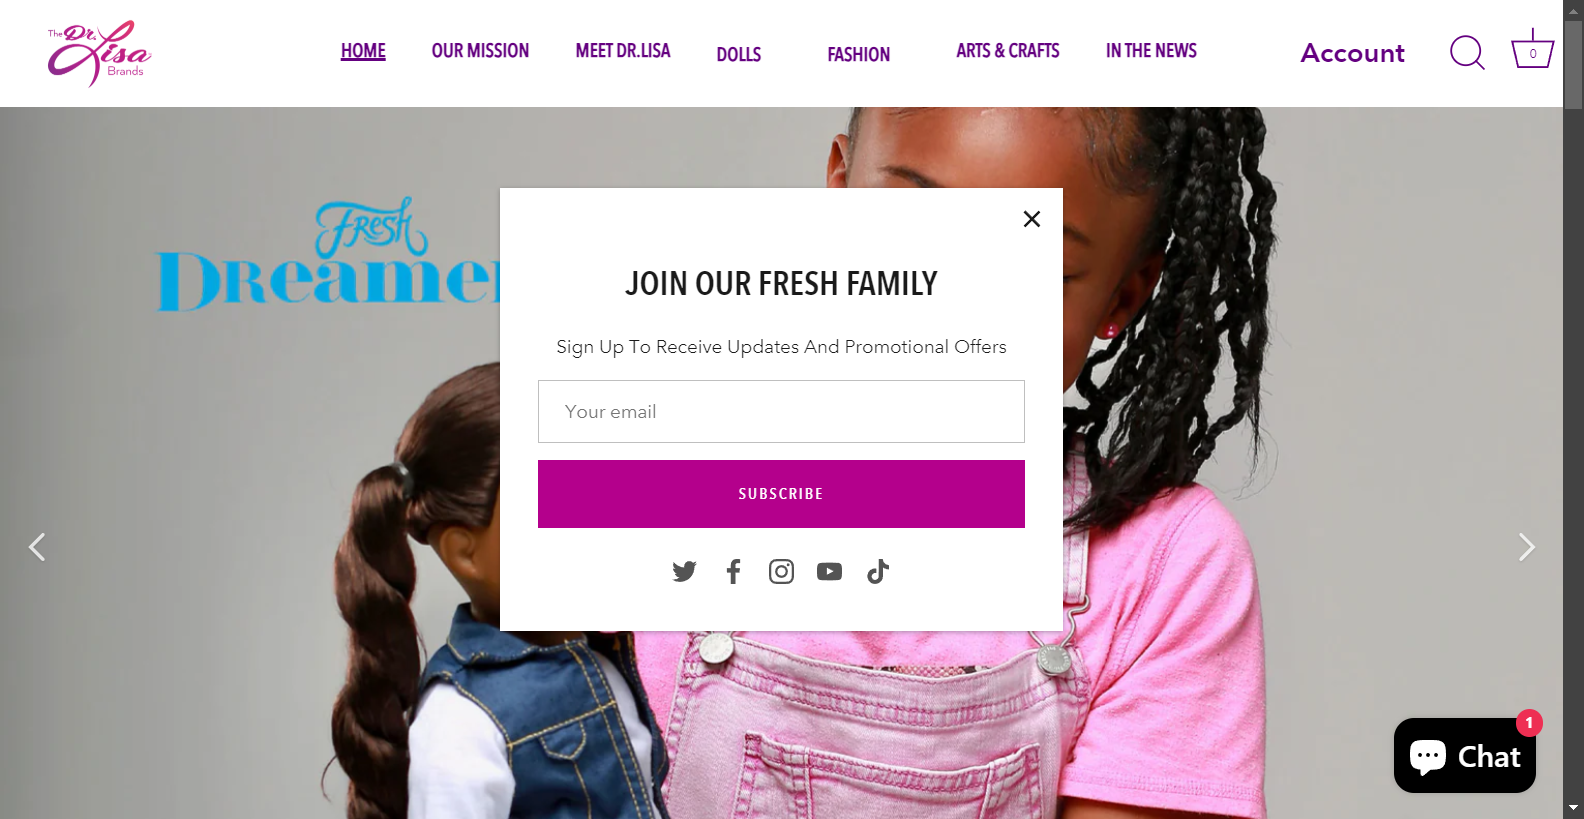 The Dr. Lisa Brands
HOME
OUR MISSION
MEET DR.LISA
DOLLS
FASHION
ARTS & CRAFTS
IN THE NEWS
Account
0
Fresh
Dreamer
JOIN OUR FRESH FAMILY
Sign Up To Receive Updates And Promotional Offers
Your email
SUBSCRIBE
1
Chat